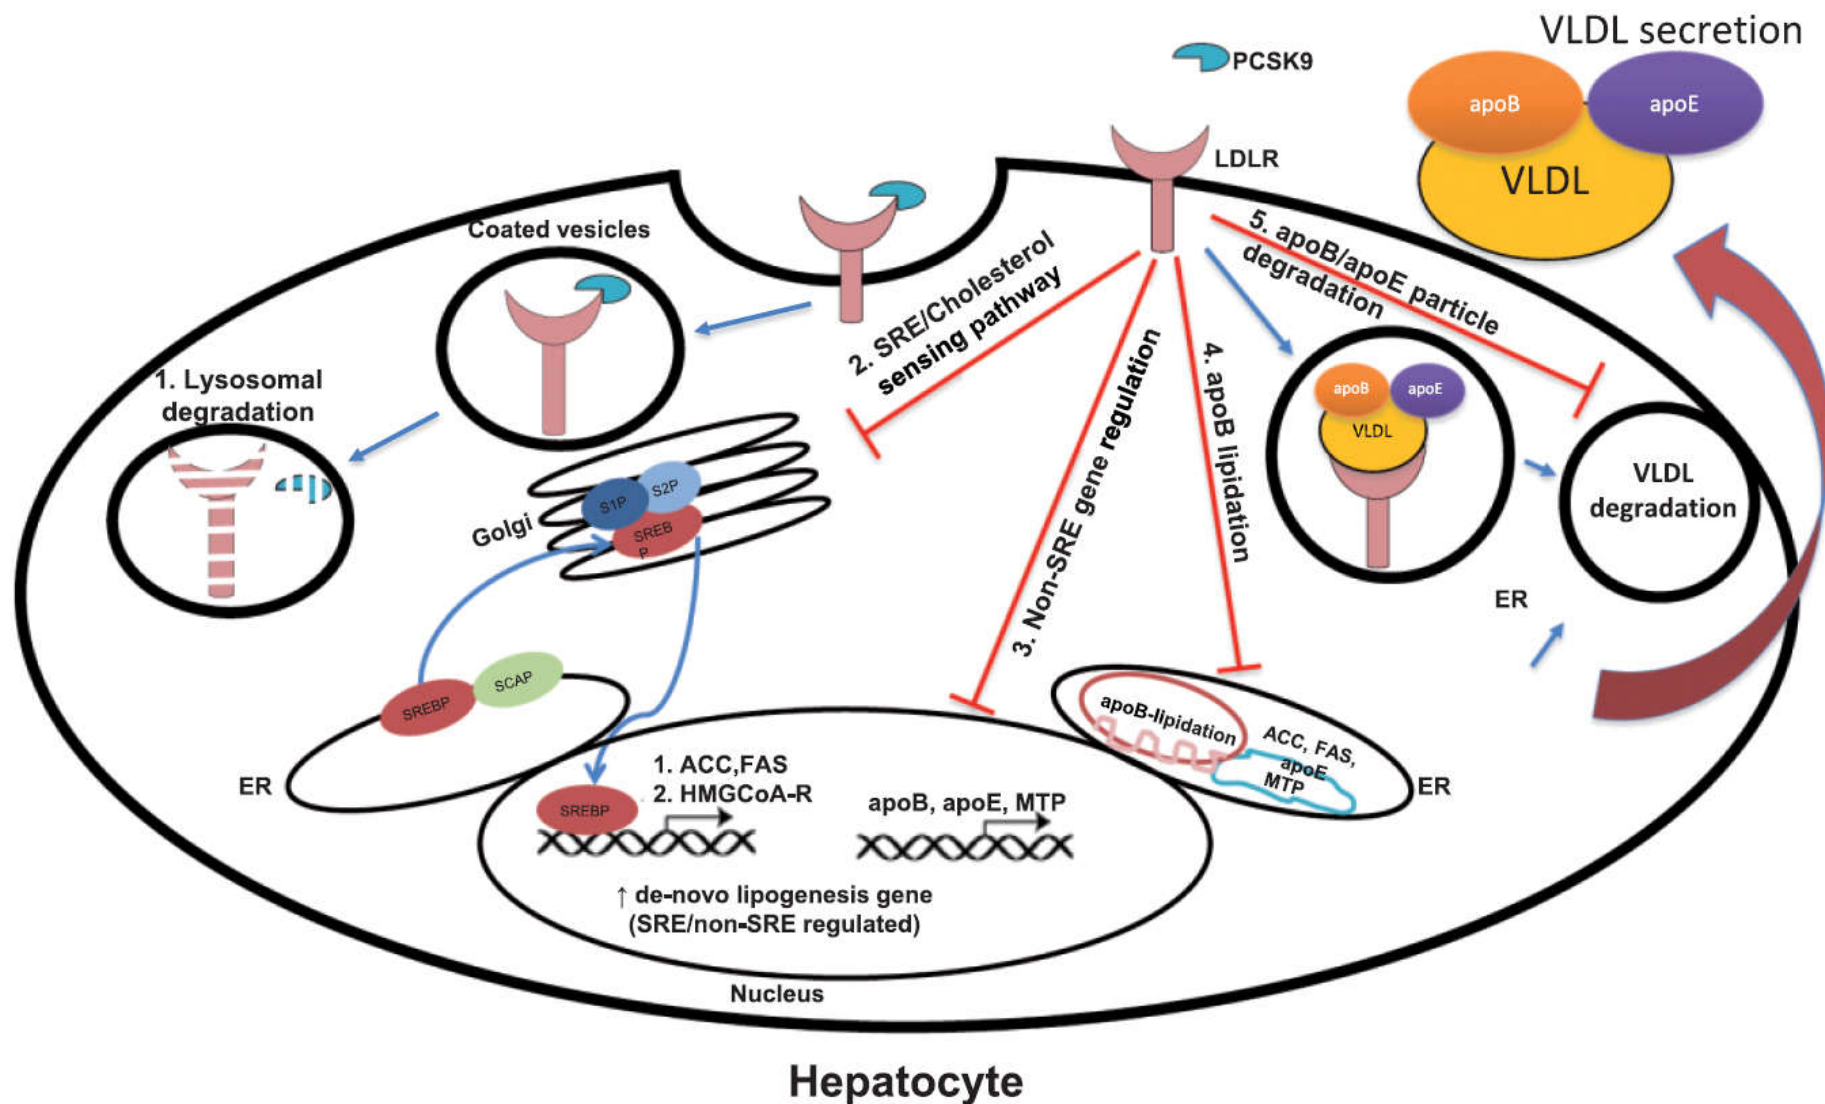 VLDL secretion
PCSK9
apoB
apoE
VLDL
LDLR
Coated vesicles
1. Lysosomal
degradation
2. SRE/Cholesterol
sensing pathway
3. Non-SRE gene regulation
4. apoB lipidation
5. apoB/apoE particle
degradation
apoB
apoE
VLDL
VLDL
degradation
S1P
S2P
SREB
P
Golgi
ER
SREBP
SCAP
ER
apoB-lipidation
ACC, FAS,
apoE
MTP
ER
1. ACC,FAS
2. HMGCoA-R
SREBP
apoB, apoE, MTP
↑ de-novo lipogenesis gene
(SRE/non-SRE regulated)
Nucleus
Hepatocyte